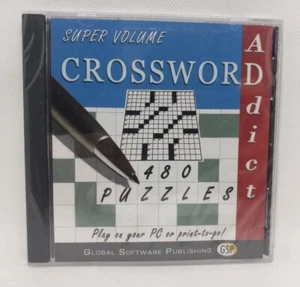 SUPER VOLUME
CROSSWORD
ADDict
480
PUZZLES
Play on your PC or print-to-go!
GLOBAL SOFTWARE PUBLISHING GSP